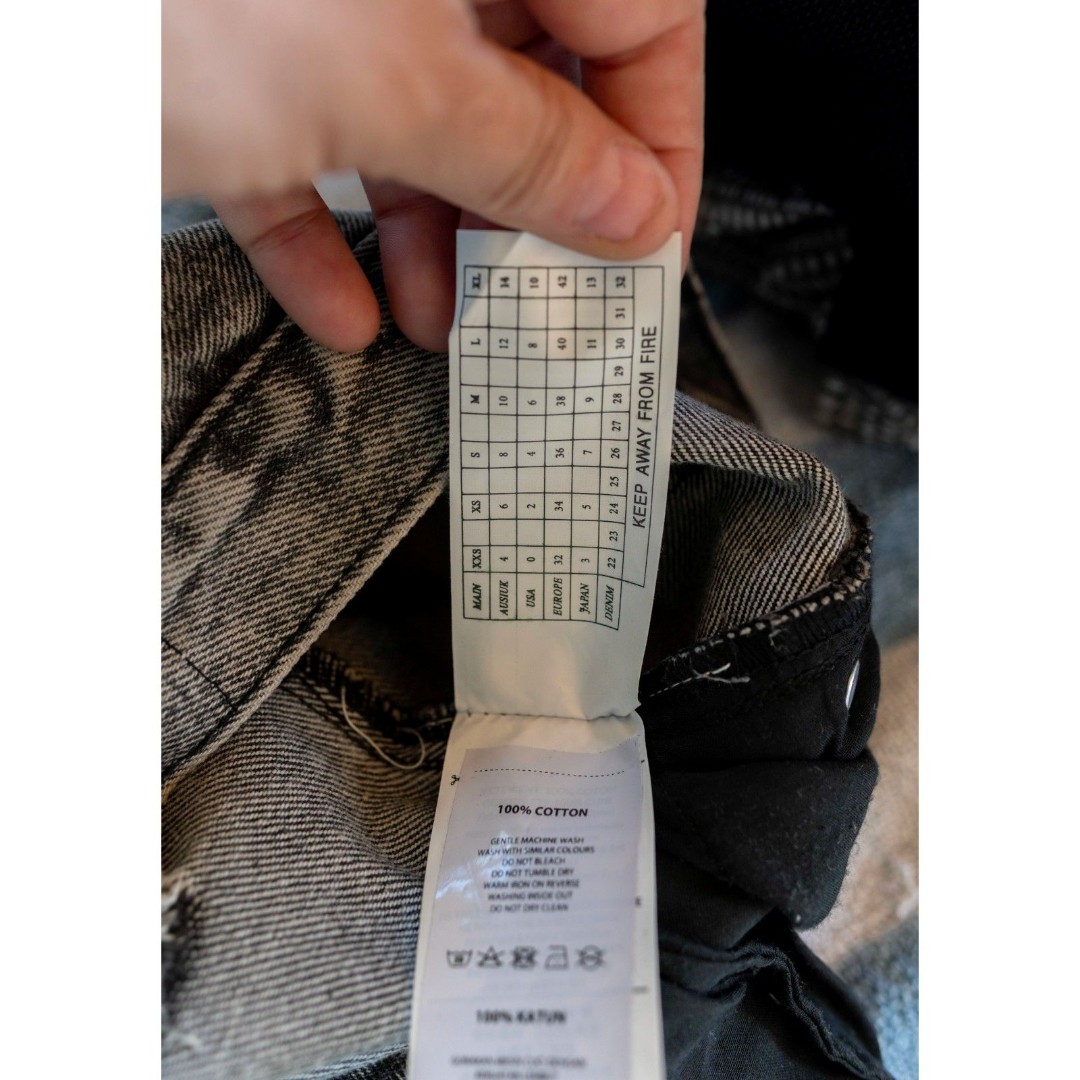 MAIN XXS XS S M L XL
AUSIUK 4 6 8 10 12 14
USA 0 2 4 6 8 10
EUROPE 32 34 36 38 40 42
JAPAN 3 5 7 9 11 13
DENIM 22 23 24 25 26 27 28 29 30 31 32
KEEP AWAY FROM FIRE
100% COTTON
GENTLE MACHINE WASH
WASH WITH SIMILAR COLOURS
DO NOT BLEACH
DO NOT TUMBLE DRY
WARM IRON ON REVERSE
WASHING INSIDE OUT
DO NOT DRY CLEAN
100% KATUN